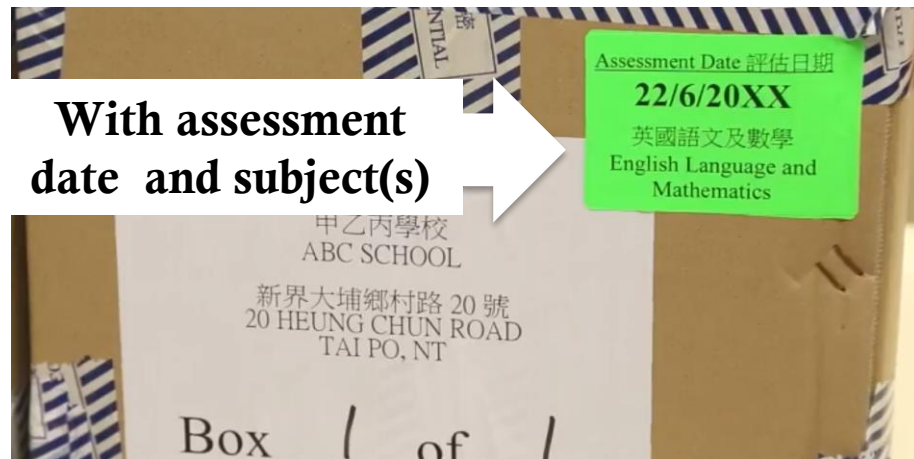 NTIAL
Assessment Date 評估日期
22/6/20XX
英國語文及數學
English Language and
Mathematics
With assessment
date and subject(s)
甲乙丙學校
ABC SCHOOL
新界大埔鄉村路 20 號
20 HEUNG CHUN ROAD
TAI PO, NT
Box 1 of 1